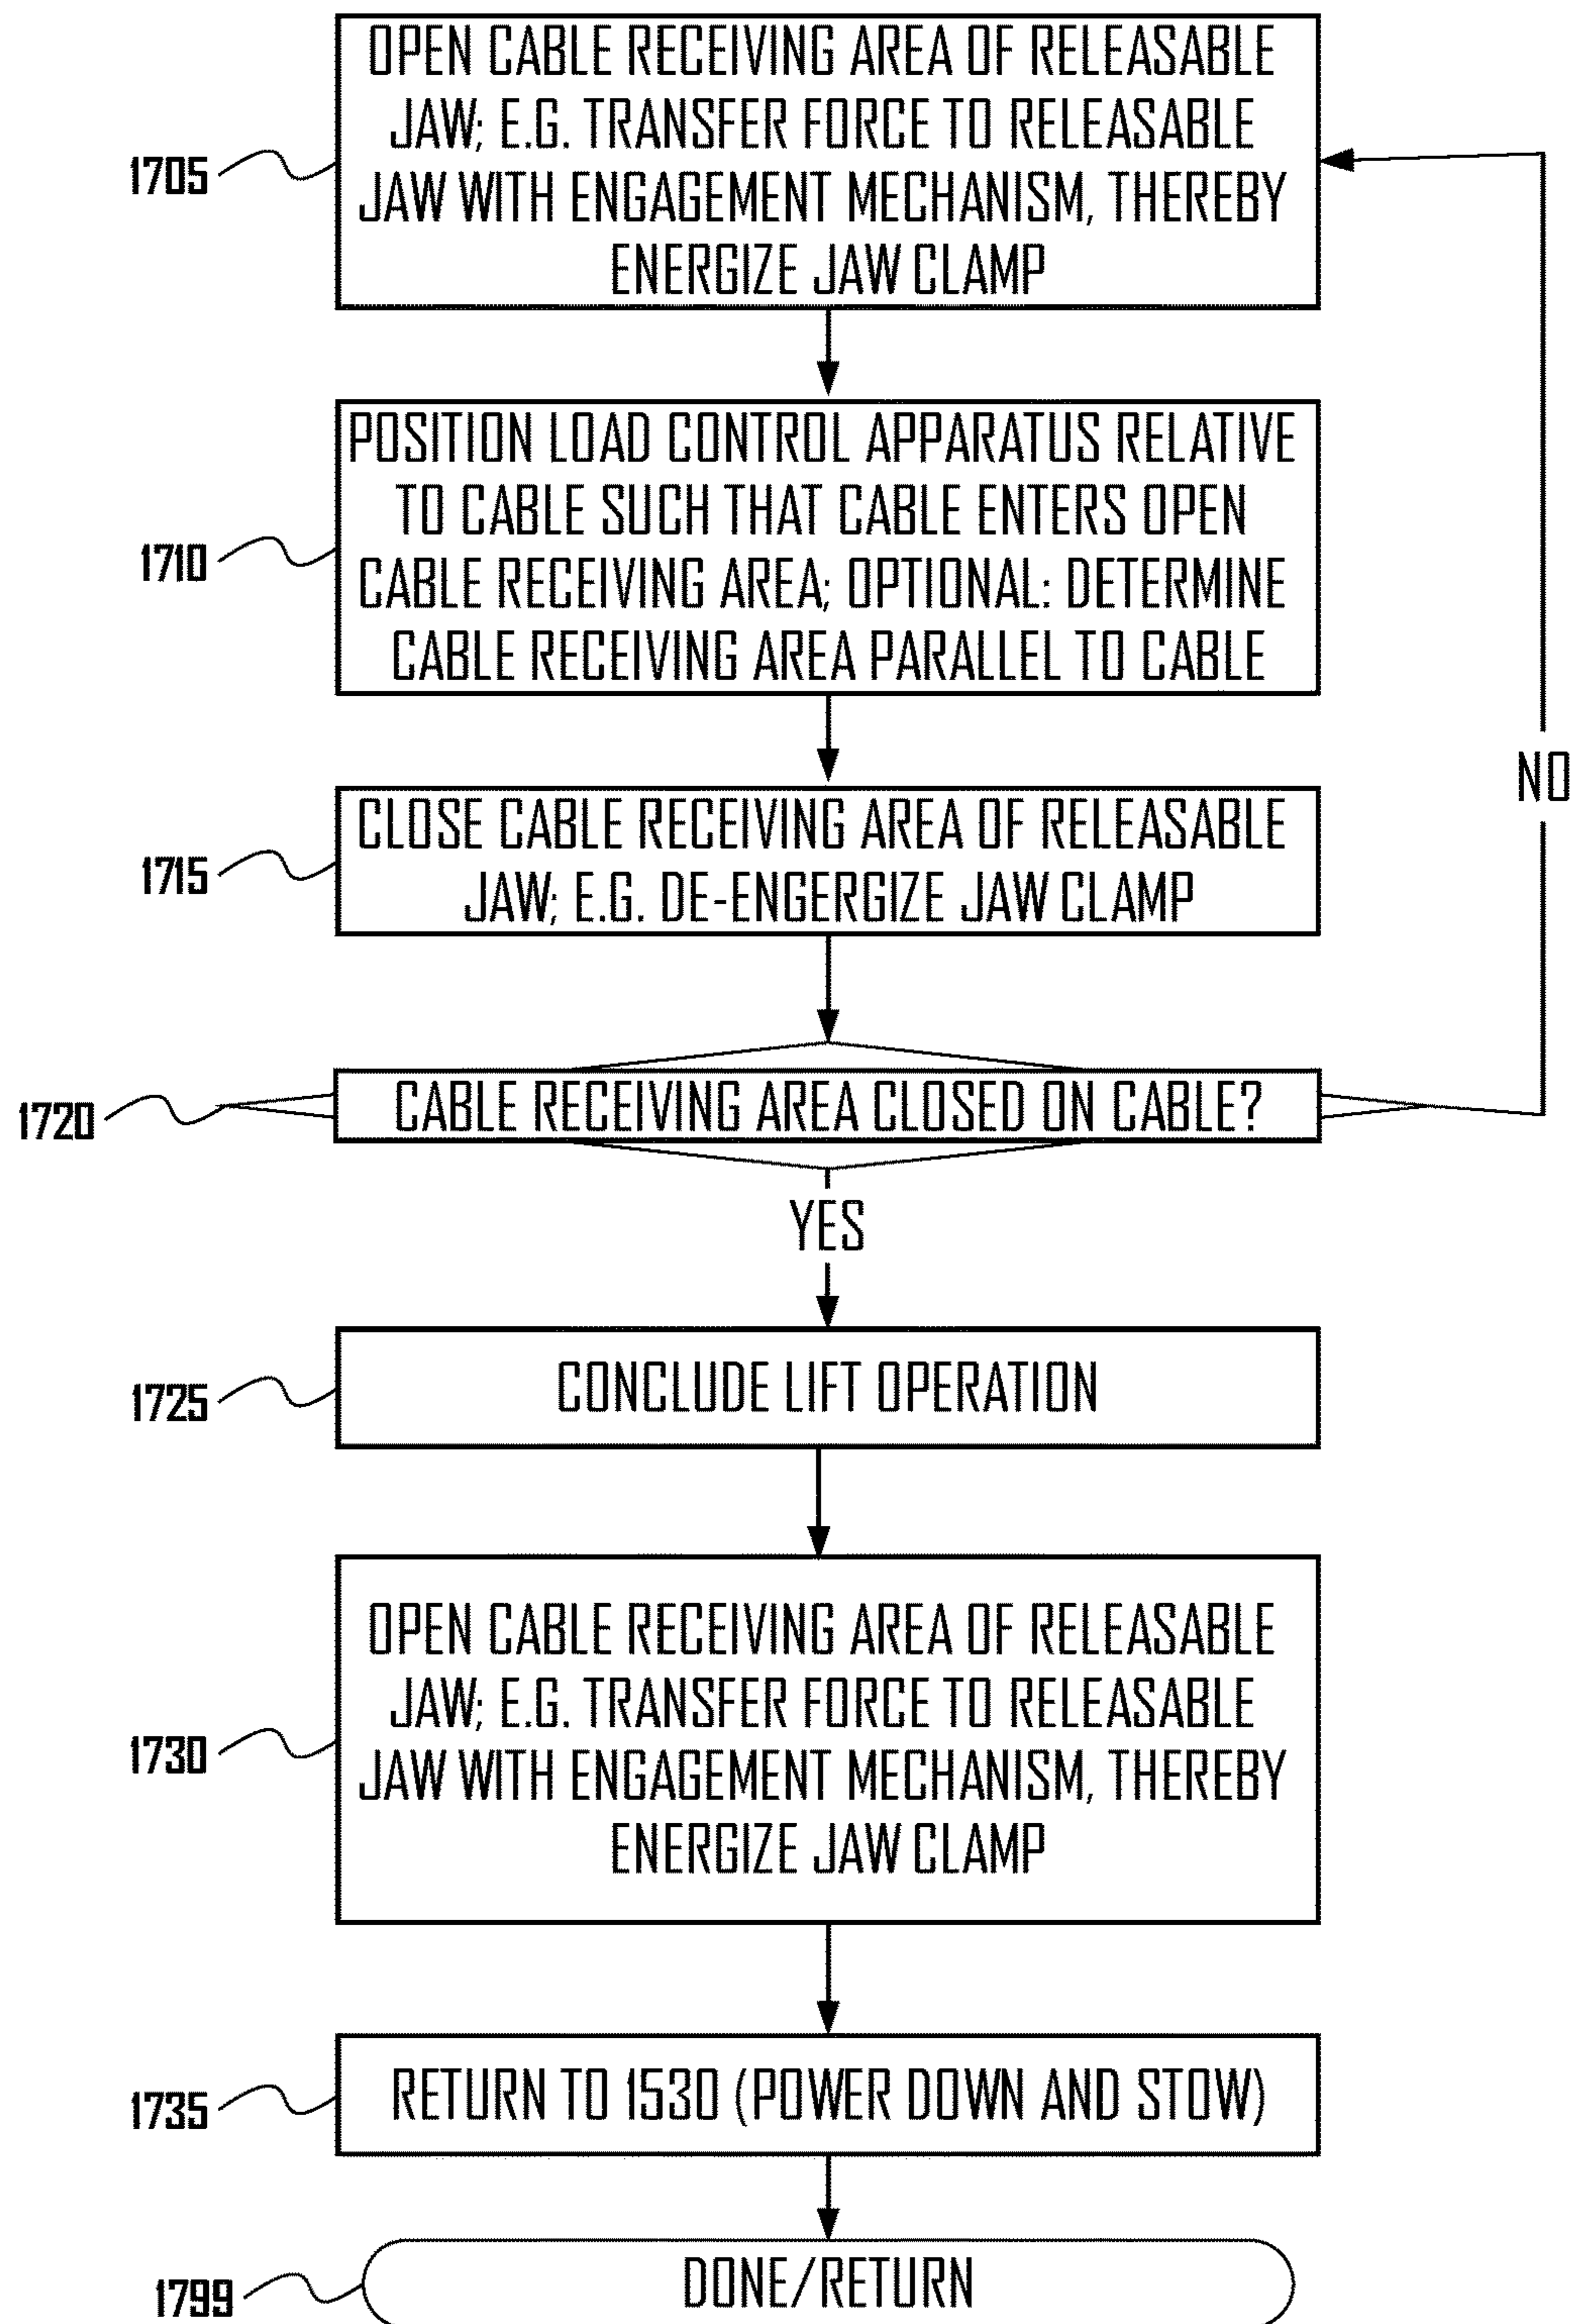 OPEN CABLE RECEIVING AREA OF RELEASABLE
JAW; E.G. TRANSFER FORCE TO RELEASABLE
JAW WITH ENGAGEMENT MECHANISM, THEREBY
ENERGIZE JAW CLAMP
1705
POSITION LOAD CONTROL APPARATUS RELATIVE
TO CABLE SUCH THAT CABLE ENTERS OPEN
CABLE RECEIVING AREA; OPTIONAL: DETERMINE
CABLE RECEIVING AREA PARALLEL TO CABLE
1710
NO
CLOSE CABLE RECEIVING AREA OF RELEASABLE
JAW; E.G. DE-ENGERGIZE JAW CLAMP
1715
CABLE RECEIVING AREA CLOSED ON CABLE?
1720
YES
CONCLUDE LIFT OPERATION
1725
OPEN CABLE RECEIVING AREA OF RELEASABLE
JAW; E.G. TRANSFER FORCE TO RELEASABLE
JAW WITH ENGAGEMENT MECHANISM, THEREBY
ENERGIZE JAW CLAMP
1730
RETURN TO 1530 (POWER DOWN AND STOW)
1735
DONE/RETURN
1799